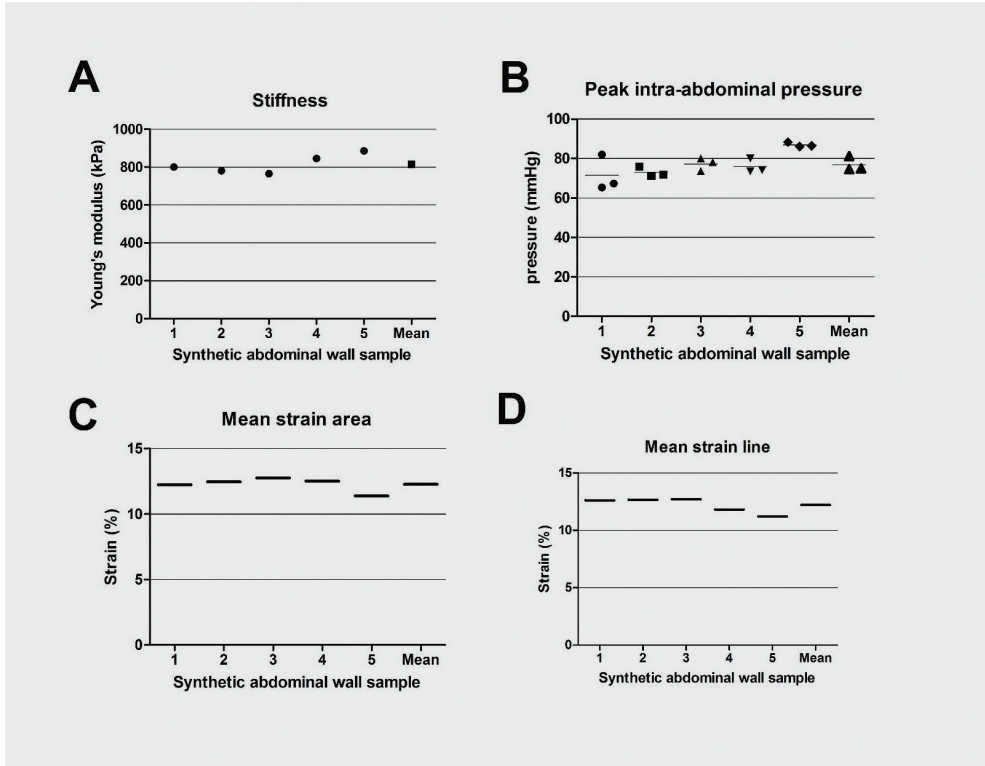 A
Stiffness
Young's modulus (kPa)
1000
800
600
400
200
0
1 2 3 4 5 Mean
Synthetic abdominal wall sample
B
Peak intra-abdominal pressure
pressure (mmHg)
100
80
60
40
20
0
1 2 3 4 5 Mean
Synthetic abdominal wall sample
C
Mean strain area
Strain (%)
15
10
5
0
1 2 3 4 5 Mean
Synthetic abdominal wall sample
D
Mean strain line
Strain (%)
15
10
5
0
1 2 3 4 5 Mean
Synthetic abdominal wall sample